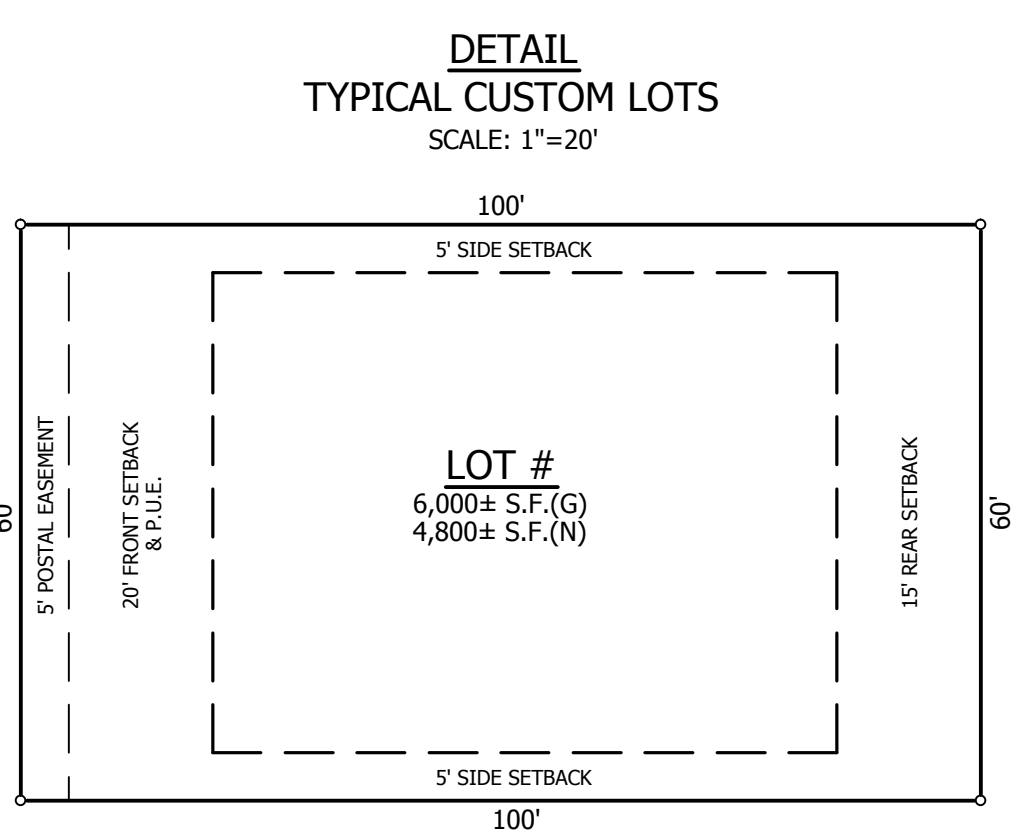 DETAIL
TYPICAL CUSTOM LOTS
SCALE: 1"=20'
100'
5' SIDE SETBACK
60'
5' POSTAL EASEMENT
20' FRONT SETBACK
& P.U.E.
LOT #
6,000± S.F.(G)
4,800± S.F.(N)
15' REAR SETBACK
60'
5' SIDE SETBACK
100'